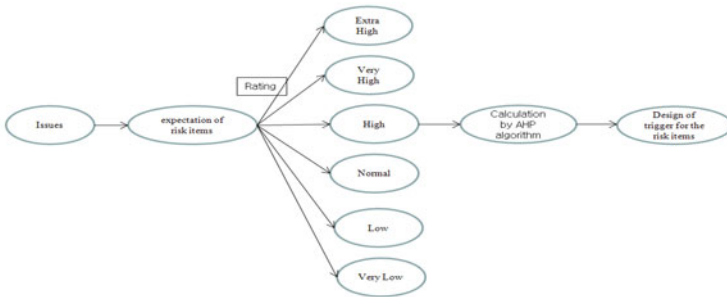 Extra
High
Very
High
Rating
Issues
expectation of
risk items
High
Calculation
by AHP
algorithm
Design of
trigger for the
risk items
Normal
Low
Very Low